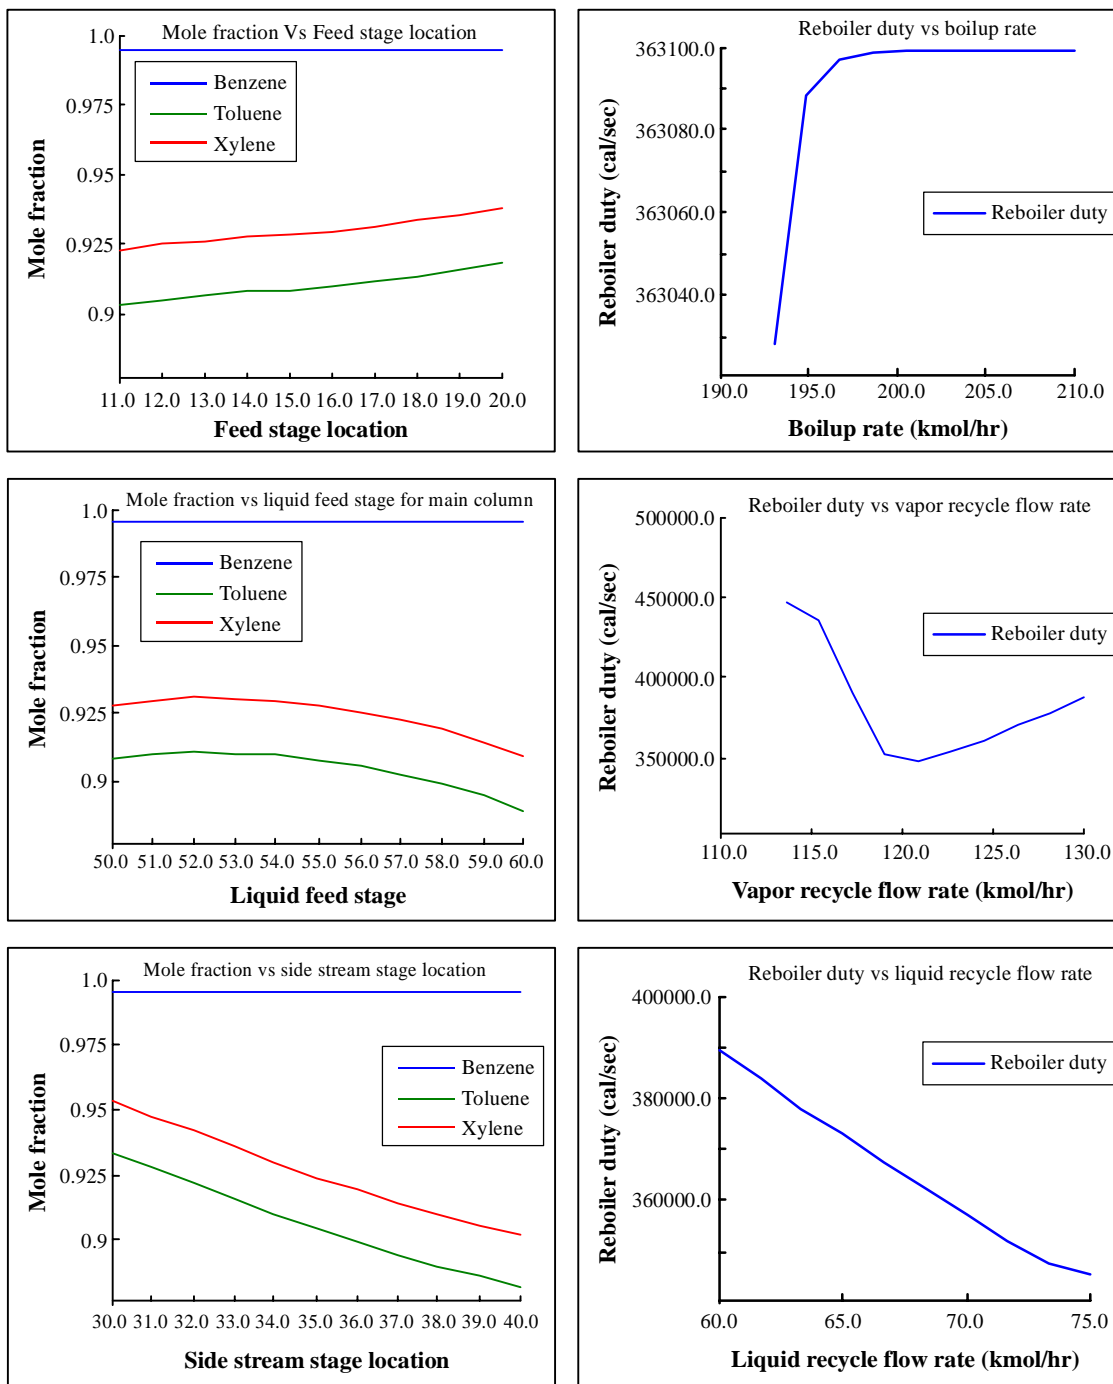 Mole fraction Vs Feed stage location
1.0
0.975
0.95
0.925
0.9
Mole fraction
Benzene
Toluene
Xylene
11.0 12.0 13.0 14.0 15.0 16.0 17.0 18.0 19.0 20.0
Feed stage location
Reboiler duty vs boilup rate
363100.0
363080.0
363060.0
363040.0
Reboiler duty (cal/sec)
Reboiler duty
190.0 195.0 200.0 205.0 210.0
Boilup rate (kmol/hr)
Mole fraction vs liquid feed stage for main column
1.0
0.975
0.95
0.925
0.9
Mole fraction
Benzene
Toluene
Xylene
50.0 51.0 52.0 53.0 54.0 55.0 56.0 57.0 58.0 59.0 60.0
Liquid feed stage
Reboiler duty vs vapor recycle flow rate
500000.0
450000.0
400000.0
350000.0
Reboiler duty (cal/sec)
Reboiler duty
110.0 115.0 120.0 125.0 130.0
Vapor recycle flow rate (kmol/hr)
Mole fraction vs side stream stage location
1.0
0.975
0.95
0.925
0.9
Mole fraction
Benzene
Toluene
Xylene
30.0 31.0 32.0 33.0 34.0 35.0 36.0 37.0 38.0 39.0 40.0
Side stream stage location
Reboiler duty vs liquid recycle flow rate
400000.0
380000.0
360000.0
Reboiler duty (cal/sec)
Reboiler duty
60.0 65.0 70.0 75.0
Liquid recycle flow rate (kmol/hr)